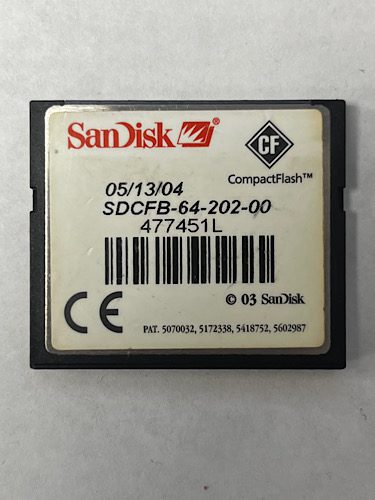 SanDisk®
CF
CompactFlash™
05/13/04
SDCFB-64-202-00
477451L
© 03 SanDisk
CE
PAT. 5070032, 5172338, 5418752, 5602987